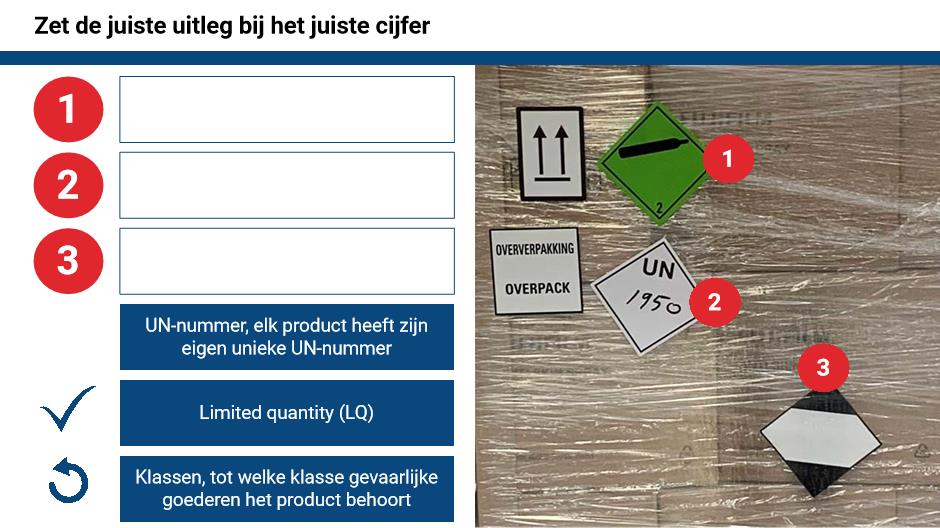 Zet de juiste uitleg bij het juiste cijfer
1
2
3
UN-nummer, elk product heeft zijn
eigen unieke UN-nummer
Limited quantity (LQ)
Klassen, tot welke klasse gevaarlijke
goederen het product behoort
1
2
OVERVERPAKKING
OVERPACK
UN
1950
2
3